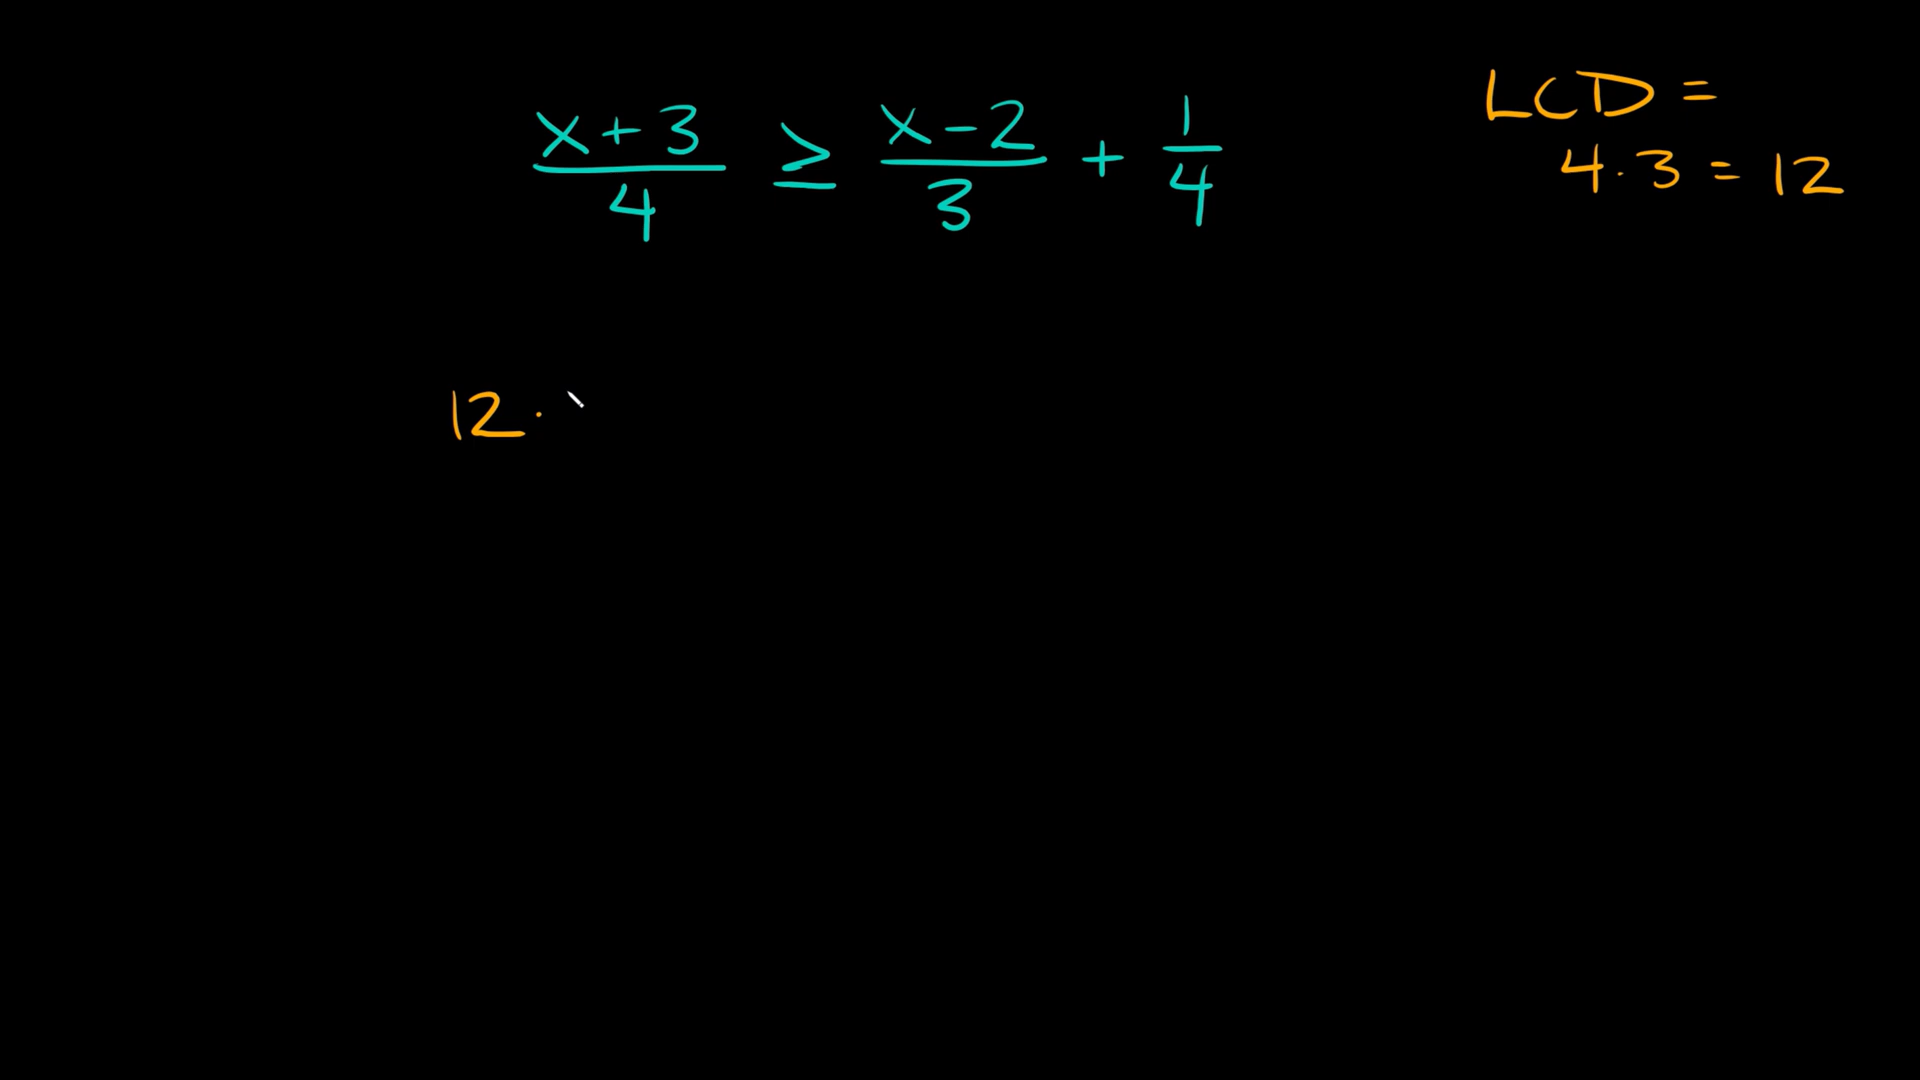 x+3/4 ≥ x-2/3 + 1/4
LCD =
4·3 = 12
12·